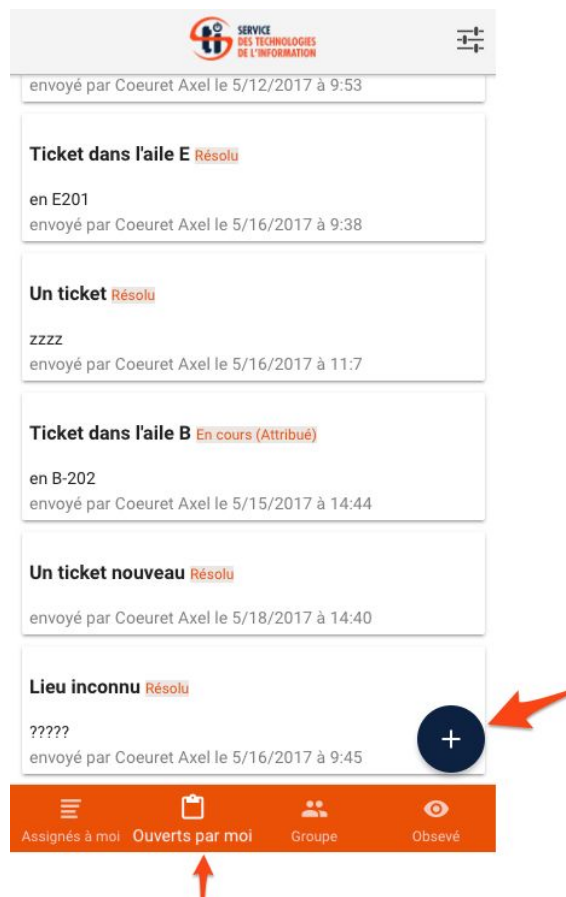 SERVICE
DES TECHNOLOGIES
DE L'INFORMATION
envoyé par Coeuret Axel le 5/12/2017 à 9:53
Ticket dans l'aile E Résolu
en E201
envoyé par Coeuret Axel le 5/16/2017 à 9:38
Un ticket Résolu
zzzz
envoyé par Coeuret Axel le 5/16/2017 à 11:7
Ticket dans l'aile B En cours (Attribué)
en B-202
envoyé par Coeuret Axel le 5/15/2017 à 14:44
Un ticket nouveau Résolu
envoyé par Coeuret Axel le 5/18/2017 à 14:40
Lieu inconnu Résolu
?????
envoyé par Coeuret Axel le 5/16/2017 à 9:45
Assignés à moi Ouverts par moi Groupe Obsevé